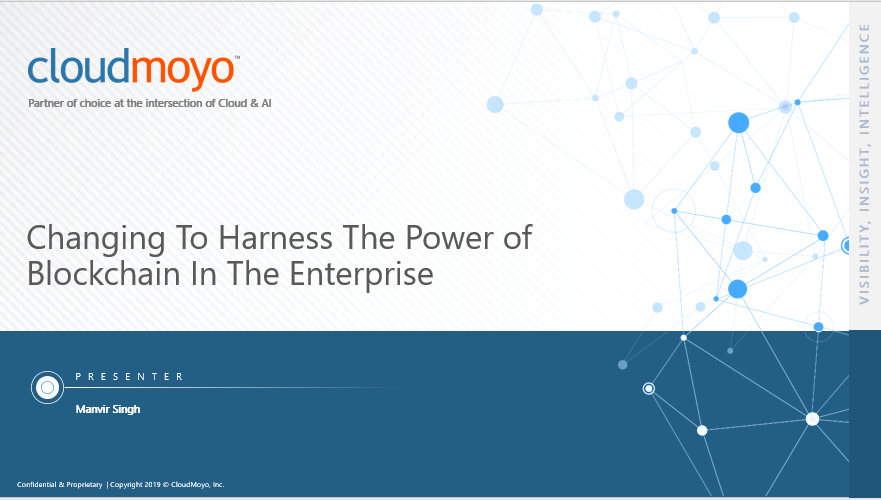 cloudmoyo™
Partner of choice at the intersection of Cloud & AI
VISIBILITY, INSIGHT, INTELLIGENCE
Changing To Harness The Power of
Blockchain In The Enterprise
PRESENTER
Manvir Singh
Confidential & Proprietary | Copyright 2019 © CloudMoyo, Inc.